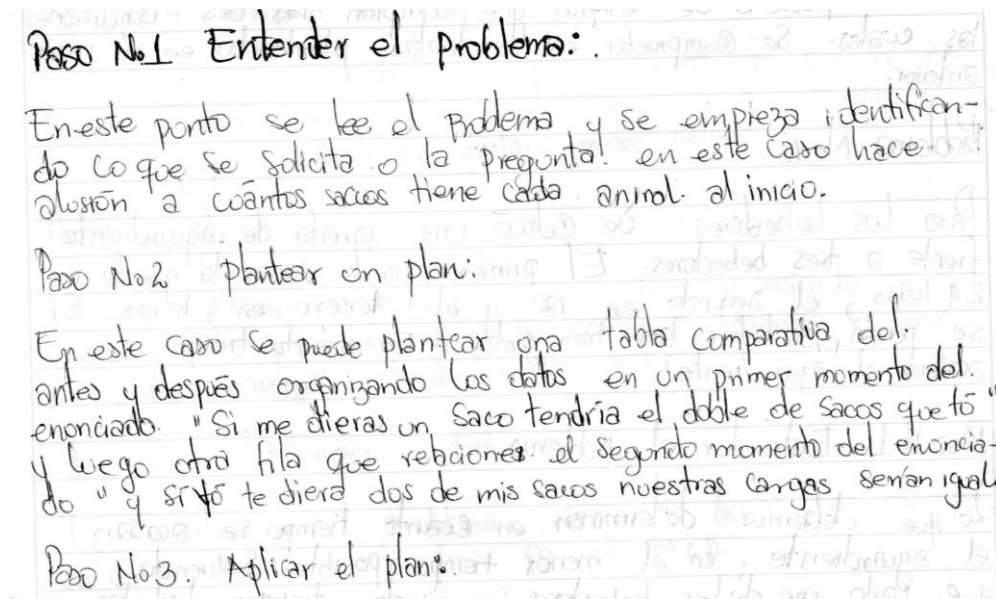 Paso No.1 Entender el problema:.
En este punto se lee el Problema y se empieza identifican-
do lo que se solicita o la pregunta: en este caso hace
alusión a cuántos sacos tiene cada animal. al inicio.
Paso No.2 plantear un plan:
En este caso se puede plantear una tabla comparativa del.
antes y después organizando los datos en un primer momento del.
enunciado. "Si me dieras un Saco tendría el doble de sacos que tú"
y luego otra fila que relaciones el segundo momento del enuncia-
do "y si yó te diera dos de mis sacos nuestras cargas serían igual
Paso No.3. Aplicar el plan:.